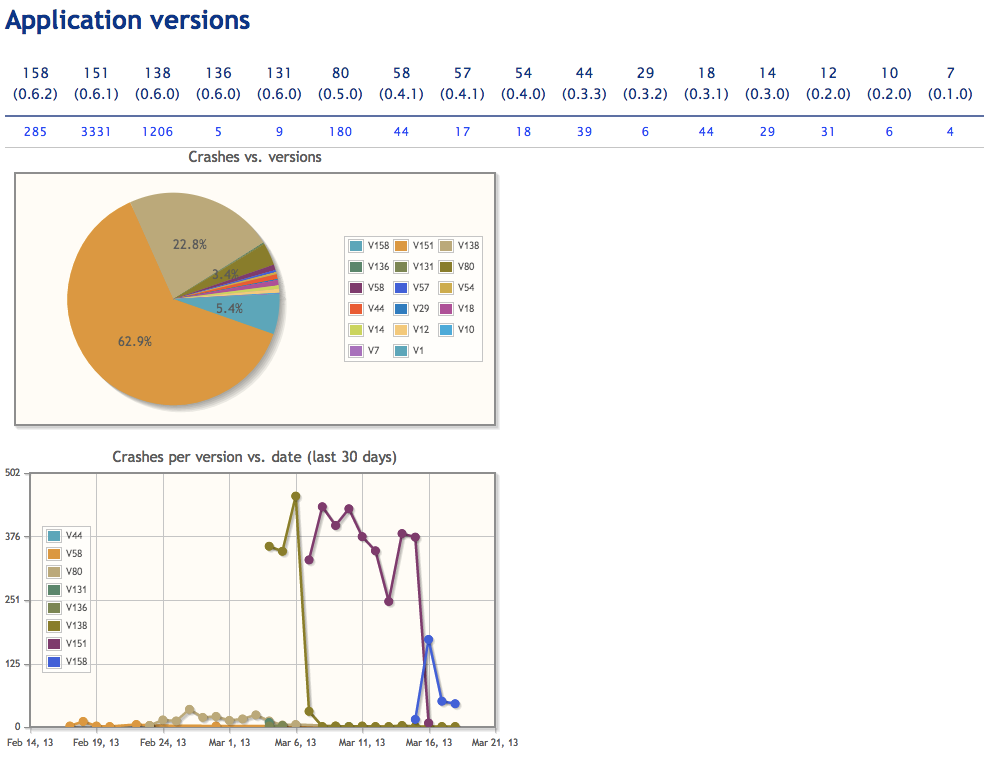 Application versions
158 151 138 136 131 80 58 57 54 44 29 18 14 12 10 7
(0.6.2) (0.6.1) (0.6.0) (0.6.0) (0.6.0) (0.5.0) (0.4.1) (0.4.1) (0.4.0) (0.3.3) (0.3.2) (0.3.1) (0.3.0) (0.2.0) (0.2.0) (0.1.0)
285 3331 1206 5 9 180 44 17 18 39 6 44 29 31 6 4
Crashes vs. versions
22.8%
3.4%
5.4%
62.9%
V158 V151 V138
V136 V131 V80
V58 V57 V54
V44 V29 V18
V14 V12 V10
V7 V1
Crashes per version vs. date (last 30 days)
502
376
251
125
0
V44
V58
V80
V131
V136
V138
V151
V158
Feb 14, 13 Feb 19, 13 Feb 24, 13 Mar 1, 13 Mar 6, 13 Mar 11, 13 Mar 16, 13 Mar 21, 13